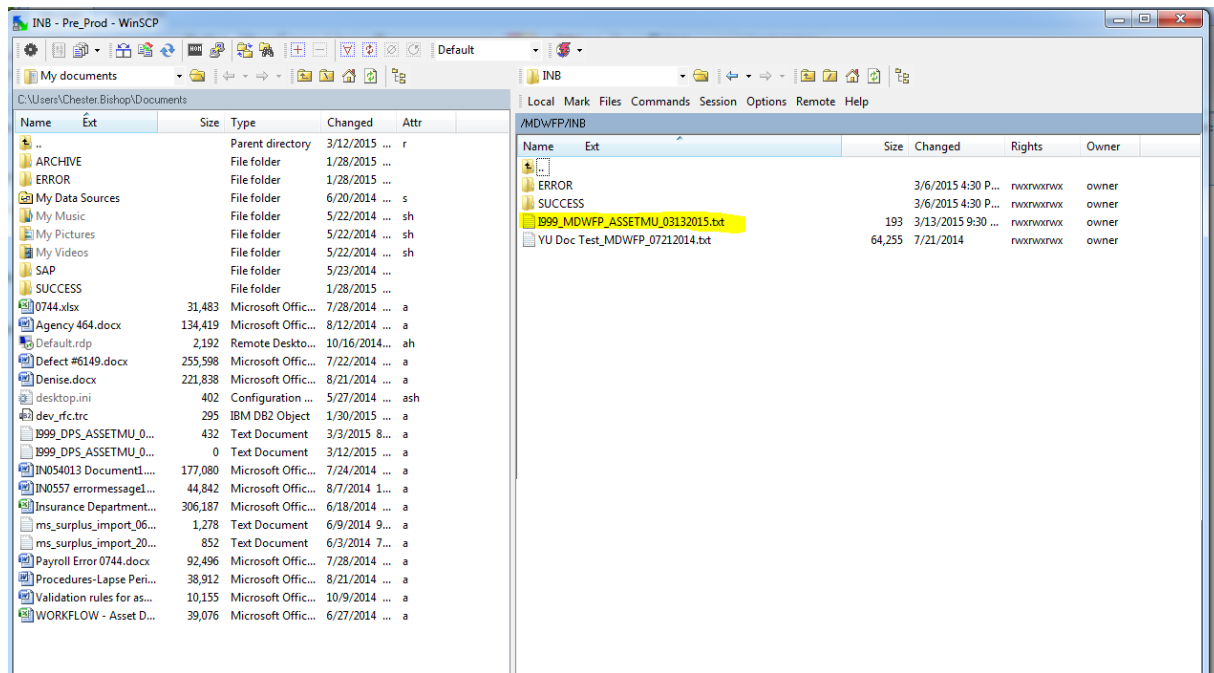 INB - Pre_Prod - WinSCP
Default
My documents
INB
C:\Users\Chester.Bishop\Documents
Local Mark Files Commands Session Options Remote Help
/MDWFP/INB
Name Ext Size Type Changed Attr
Name Ext Size Changed Rights Owner
.. Parent directory 3/12/2015 ... r
ARCHIVE File folder 1/28/2015 ...
ERROR File folder 1/28/2015 ...
My Data Sources File folder 6/20/2014 ... s
My Music File folder 5/22/2014 ... sh
My Pictures File folder 5/22/2014 ... sh
My Videos File folder 5/22/2014 ... sh
SAP File folder 5/23/2014 ...
SUCCESS File folder 1/28/2015 ...
0744.xlsx 31,483 Microsoft Offic... 7/28/2014 ... a
Agency 464.docx 134,419 Microsoft Offic... 8/12/2014 ... a
Default.rdp 2,192 Remote Deskto... 10/16/2014... ah
Defect #6149.docx 255,598 Microsoft Offic... 7/22/2014 ... a
Denise.docx 221,838 Microsoft Offic... 8/21/2014 ... a
desktop.ini 402 Configuration ... 5/27/2014 ... ash
dev_rfc.trc 295 IBM DB2 Object 1/30/2015 ... a
I999_DPS_ASSETMU_0... 432 Text Document 3/3/2015 8... a
I999_DPS_ASSETMU_0... 0 Text Document 3/12/2015 ... a
IN054013 Document1.... 177,080 Microsoft Offic... 7/24/2014 ... a
IN0557 errormessage1... 44,842 Microsoft Offic... 8/7/2014 1... a
Insurance Department... 306,187 Microsoft Offic... 6/18/2014 ... a
ms_surplus_import_06... 1,278 Text Document 6/9/2014 9... a
ms_surplus_import_20... 852 Text Document 6/3/2014 7... a
Payroll Error 0744.docx 92,496 Microsoft Offic... 7/28/2014 ... a
Procedures-Lapse Peri... 38,912 Microsoft Offic... 8/21/2014 ... a
Validation rules for as... 10,155 Microsoft Offic... 10/9/2014 ... a
WORKFLOW - Asset D... 39,076 Microsoft Offic... 6/27/2014 ... a
..
ERROR 3/6/2015 4:30 P... rwxrwxrwx owner
SUCCESS 3/6/2015 4:30 P... rwxrwxrwx owner
I999_MDWFP_ASSETMU_03132015.txt 193 3/13/2015 9:30 ... rwxrwxrwx owner
YU Doc Test_MDWFP_07212014.txt 64,255 7/21/2014 rwxrwxrwx owner